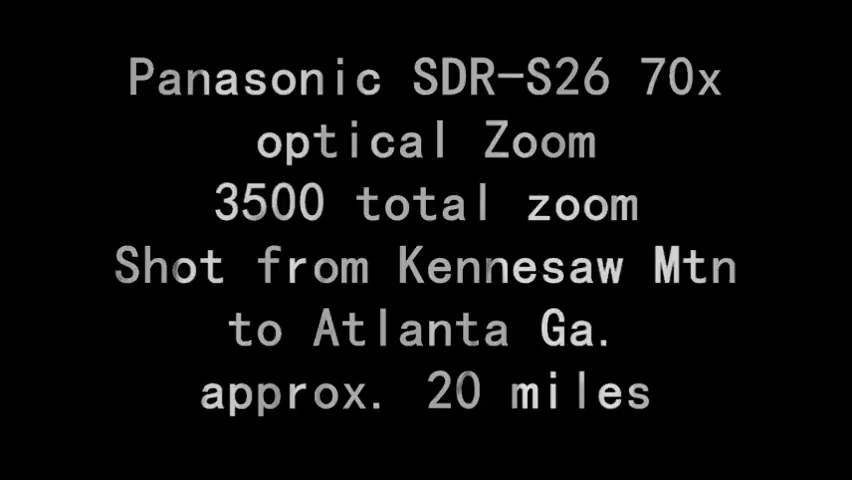 Panasonic SDR-S26 70x
optical Zoom
3500 total zoom
Shot from Kennesaw Mtn
to Atlanta Ga.
approx. 20 miles